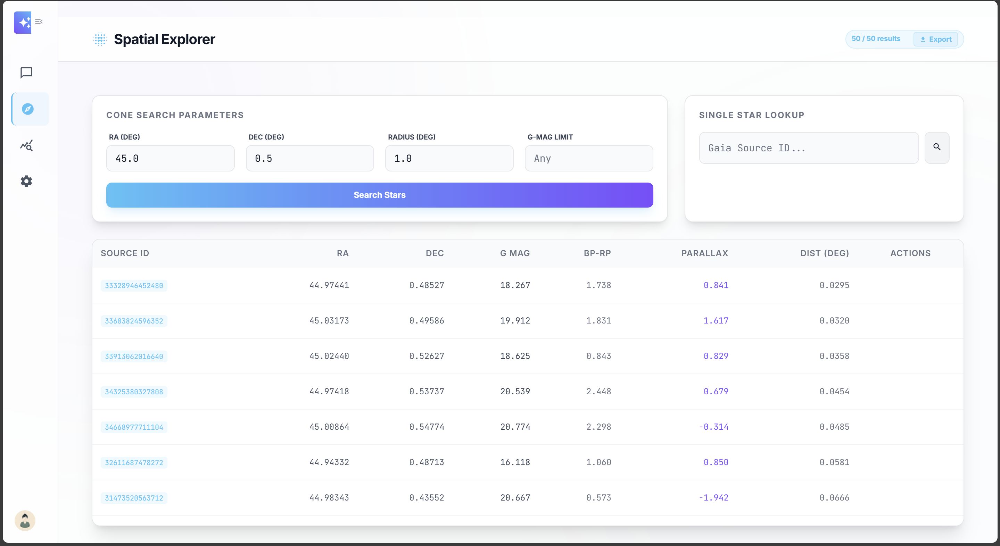 Spatial Explorer
50 / 50 results Export
CONE SEARCH PARAMETERS
RA (DEG) DEC (DEG) RADIUS (DEG) G-MAG LIMIT
45.0 0.5 1.0 Any
Search Stars
SINGLE STAR LOOKUP
Gaia Source ID...
SOURCE ID RA DEC G MAG BP-RP PARALLAX DIST (DEG) ACTIONS
33328946452480 44.97441 0.48527 18.267 1.738 0.841 0.0295
33603824596352 45.03173 0.49586 19.912 1.831 1.617 0.0320
33913062016640 45.02440 0.52627 18.625 0.843 0.829 0.0358
34325380327808 44.97418 0.53737 20.539 2.448 0.679 0.0454
34668977711104 45.00864 0.54774 20.774 2.298 -0.314 0.0485
32611687478272 44.94332 0.48713 16.118 1.060 0.850 0.0581
31473520563712 44.98343 0.43552 20.667 0.573 -1.942 0.0666